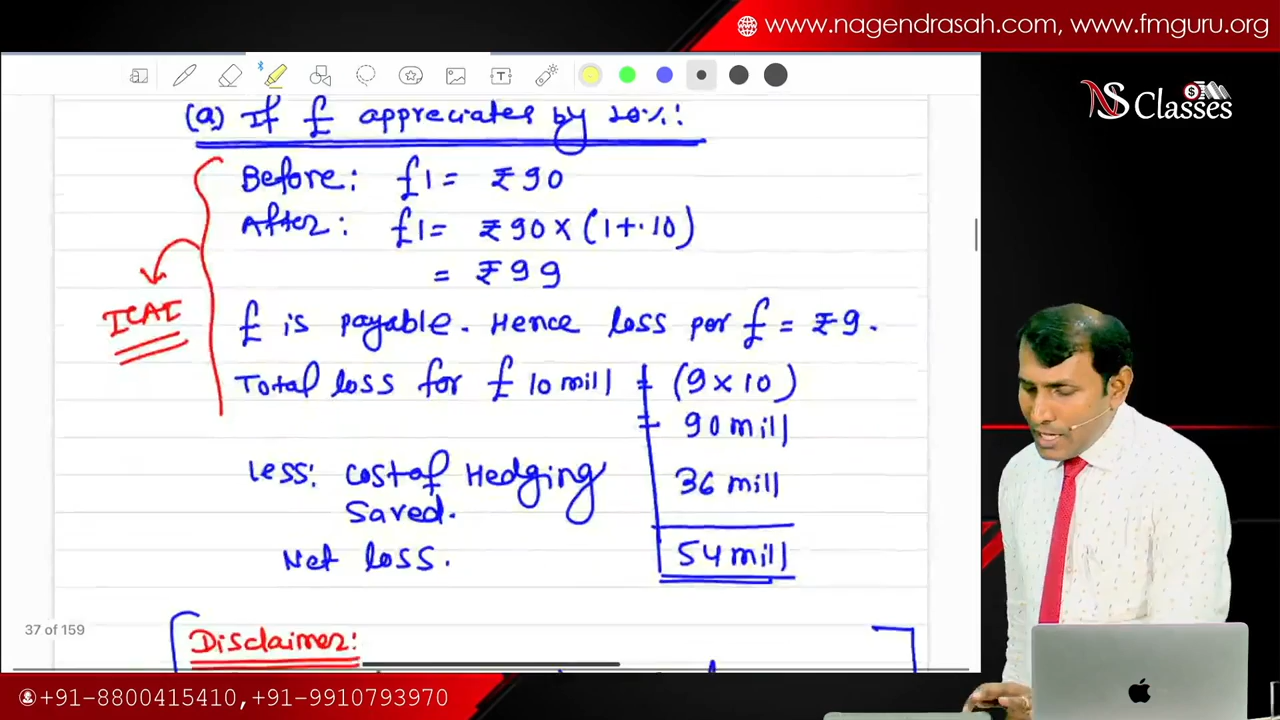 www.nagendrasah.com, www.fmguru.org
NS Classes
(a) If £ appreciates by 10%:
Before: £1 = ₹90
After: £1 = ₹90 × (1+.10)
= ₹99
ICAI
£ is payable. Hence loss per £ = ₹9.
Total loss for £ 10 mill (9 × 10)
90 mill
Less: Cost of Hedging 36 mill
Saved.
Net loss. 54 mill
37 of 159
Disclaimer:
+91-8800415410,+91-9910793970